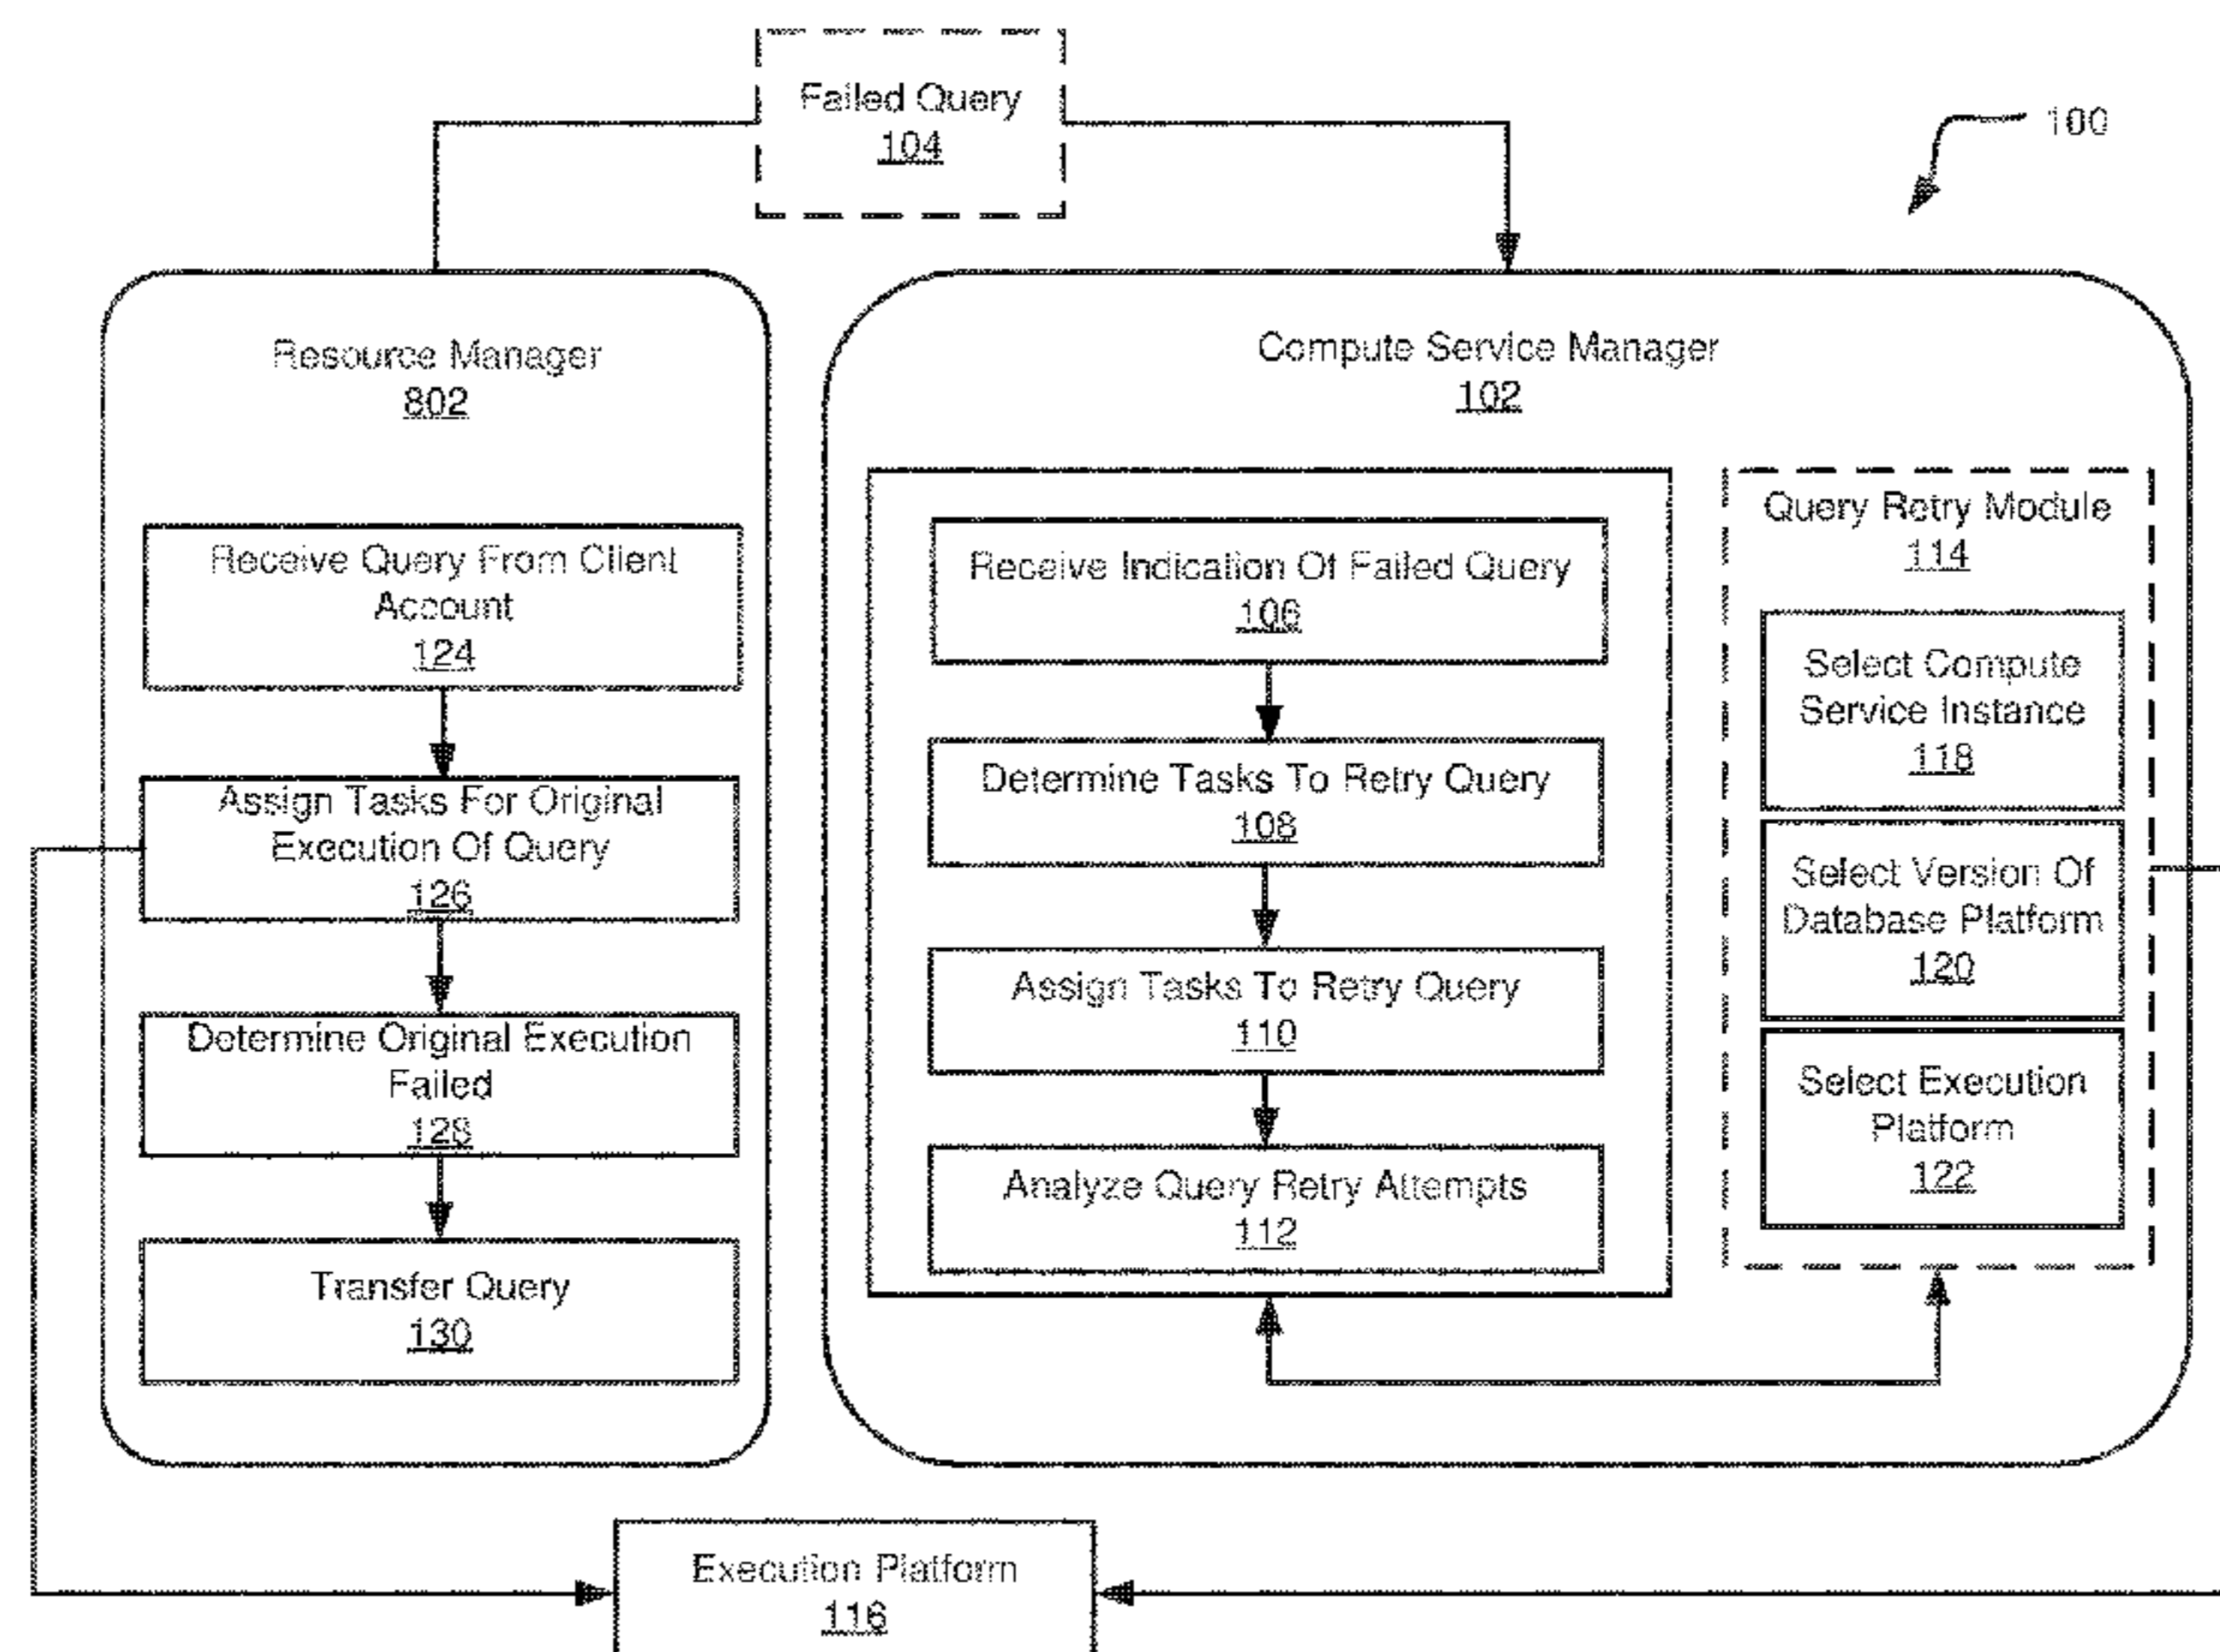 Failed Query
104
100
Resource Manager
802
Receive Query From Client
Account
124
Assign Tasks For Original
Execution Of Query
126
Determine Original Execution
Failed
128
Transfer Query
130
Compute Service Manager
102
Receive Indication Of Failed Query
106
Determine Tasks To Retry Query
108
Assign Tasks To Retry Query
110
Analyze Query Retry Attempts
112
Query Retry Module
114
Select Compute
Service Instance
118
Select Version Of
Database Platform
120
Select Execution
Platform
122
Execution Platform
116